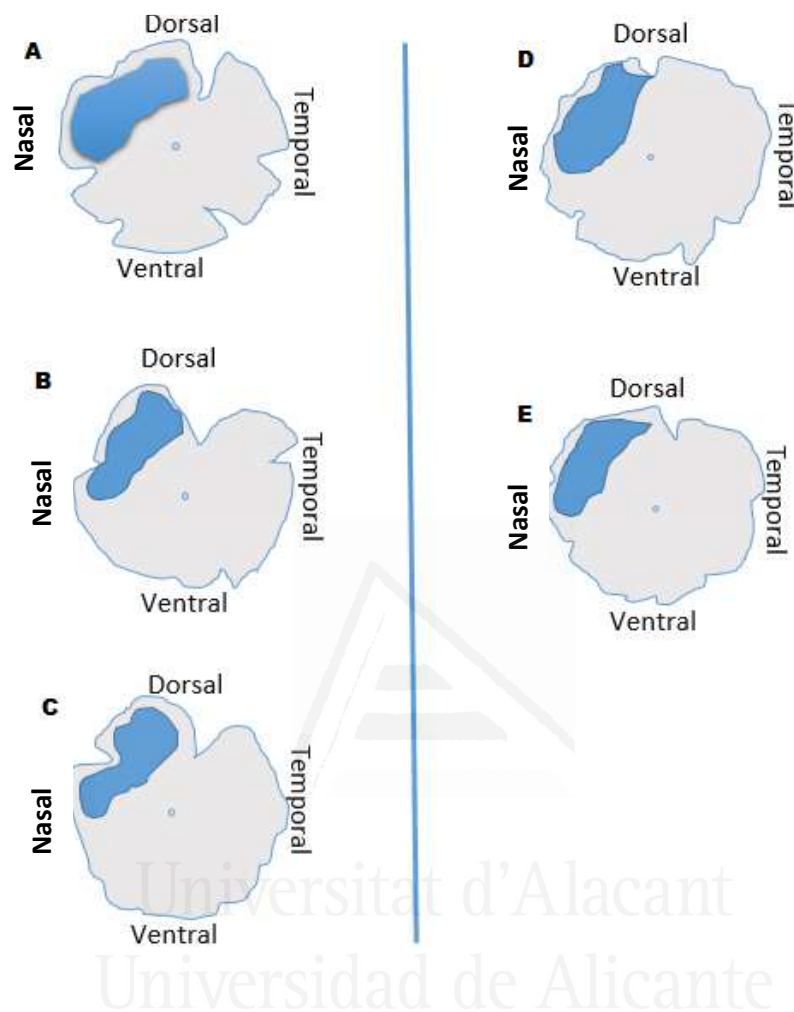 A
Dorsal
Nasal
Temporal
Ventral
B
Dorsal
Nasal
Temporal
Ventral
C
Dorsal
Nasal
Temporal
Ventral
D
Dorsal
Nasal
Temporal
Ventral
E
Dorsal
Nasal
Temporal
Ventral
Universitat d'Alacant
Universidad de Alicante